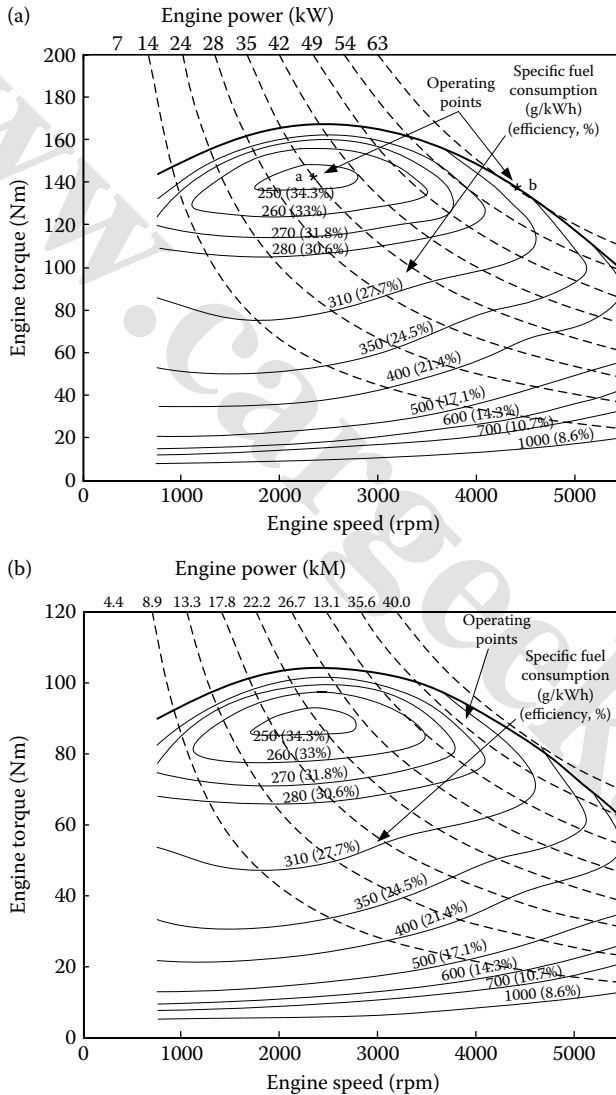 (a)
Engine power (kW)
7 14 24 28 35 42 49 54 63
200
180
160
140
120
100
80
60
40
20
0
Engine torque (Nm)
Operating
points
Specific fuel
consumption
(g/kWh)
(efficiency, %)
a
b
250 (34.3%)
260 (33%)
270 (31.8%)
280 (30.6%)
310 (27.7%)
350 (24.5%)
400 (21.4%)
500 (17.1%)
600 (14.3%)
700 (10.7%)
1000 (8.6%)
0 1000 2000 3000 4000 5000
Engine speed (rpm)
(b)
Engine power (kM)
4.4 8.9 13.3 17.8 22.2 26.7 13.1 35.6 40.0
120
100
80
60
40
20
0
Engine torque (Nm)
Operating
points
Specific fuel
consumption
(g/kWh)
(efficiency, %)
250 (34.3%)
260 (33%)
270 (31.8%)
280 (30.6%)
310 (27.7%)
350 (24.5%)
400 (21.4%)
500 (17.1%)
600 (14.3%)
700 (10.7%)
1000 (8.6%)
0 1000 2000 3000 4000 5000
Engine speed (rpm)
www.cargeek